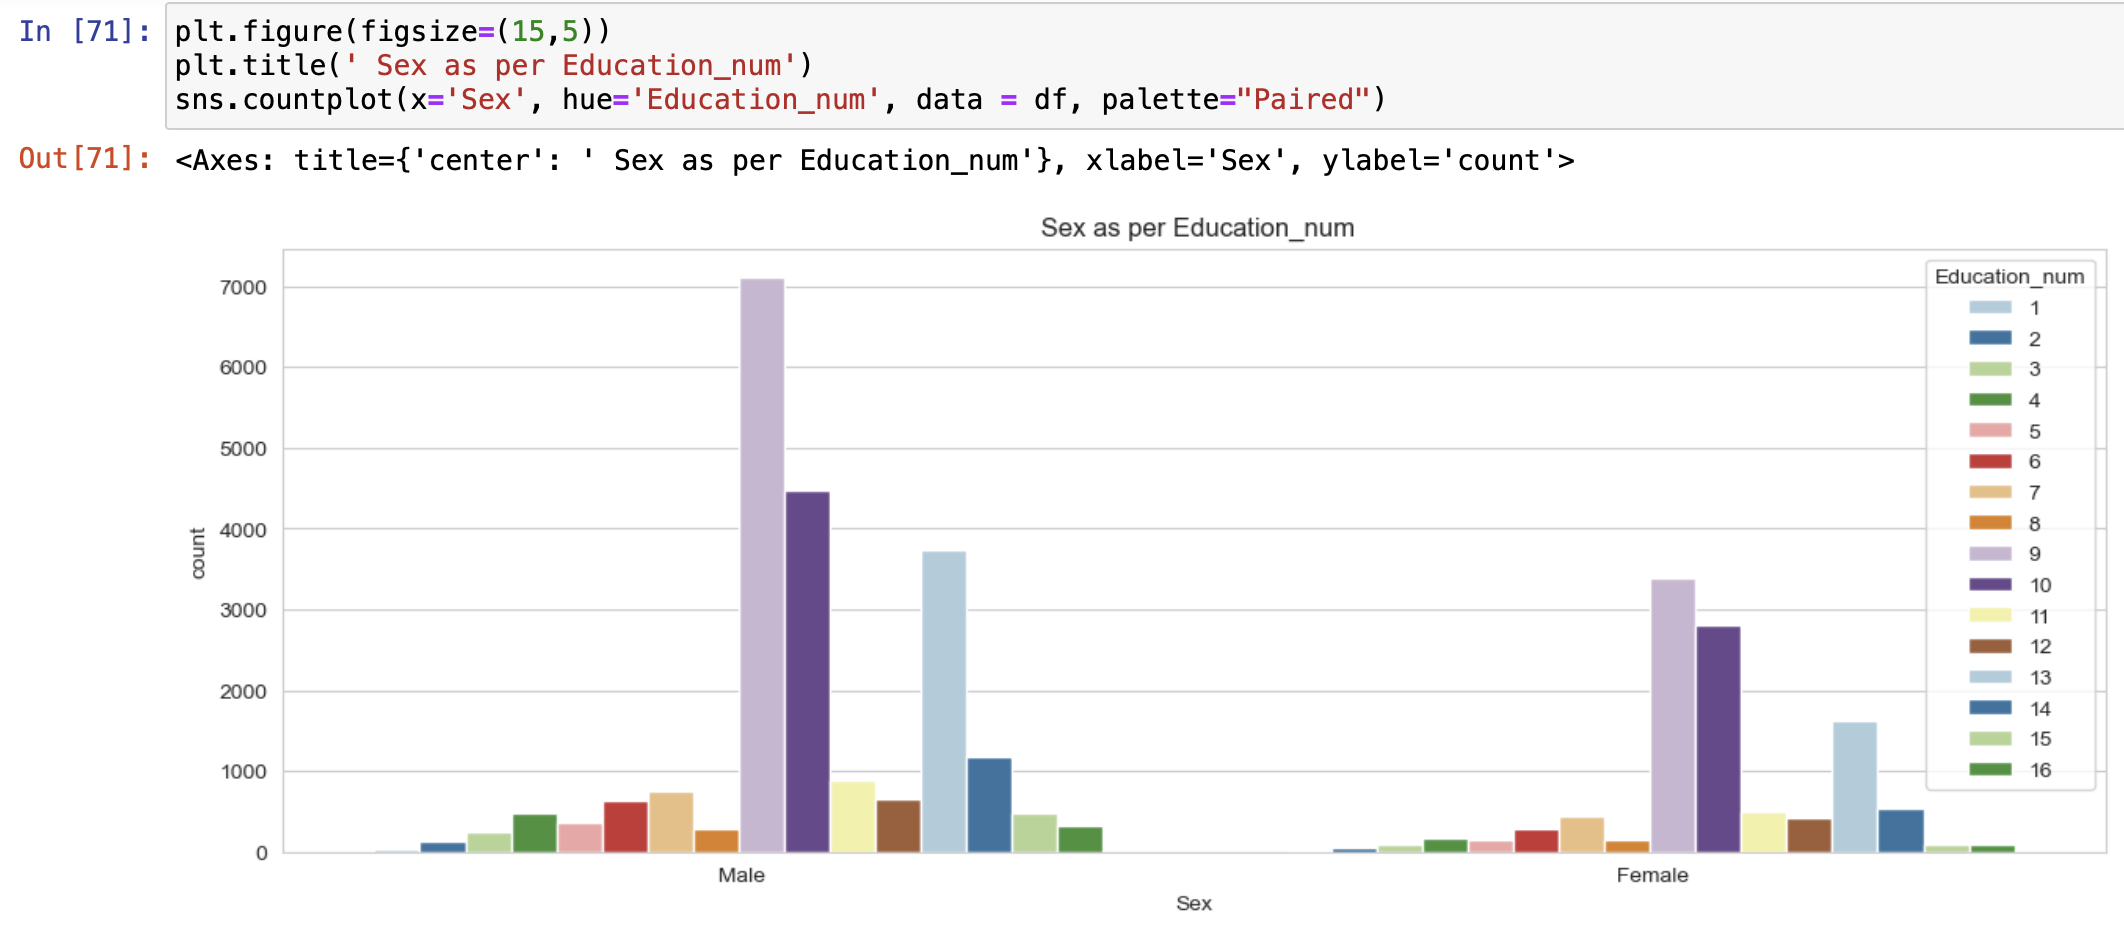 In [71]: plt.figure(figsize=(15,5))
plt.title(' Sex as per Education_num')
sns.countplot(x='Sex', hue='Education_num', data = df, palette="Paired")
Out[71]: <Axes: title={'center': ' Sex as per Education_num'}, xlabel='Sex', ylabel='count'>
Sex as per Education_num
7000
6000
5000
4000
3000
2000
1000
0
count
Male
Female
Sex
Education_num
1
2
3
4
5
6
7
8
9
10
11
12
13
14
15
16